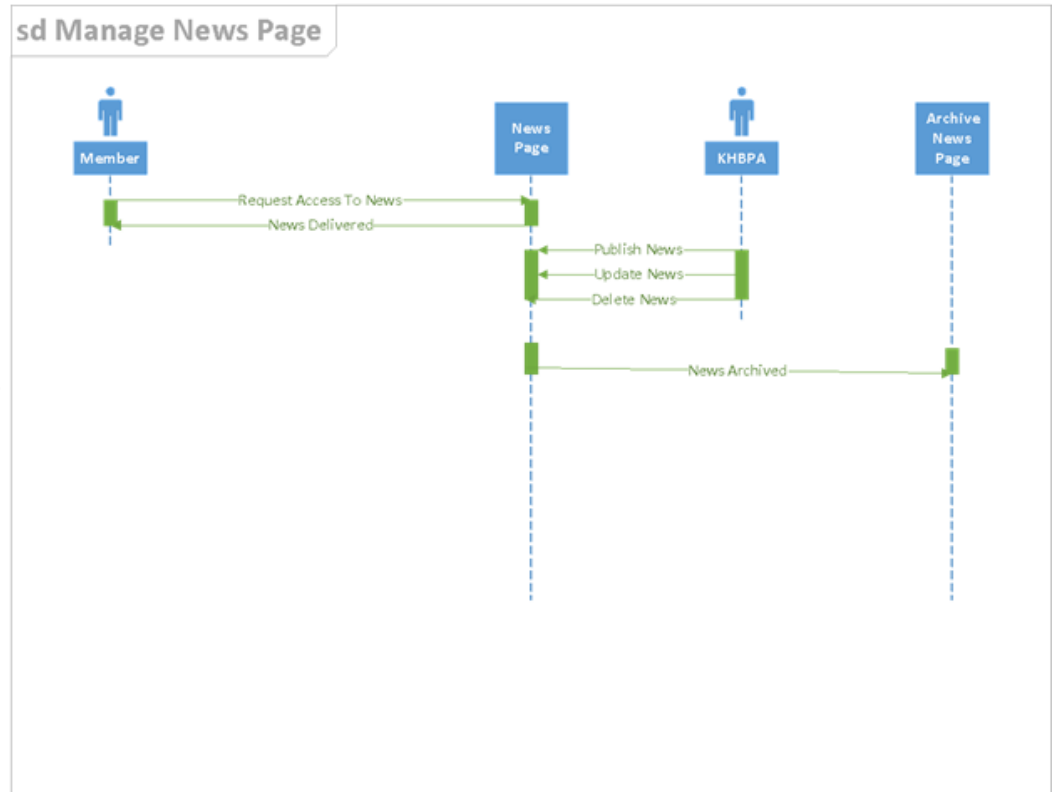 sd Manage News Page
Member
News
Page
KHBPA
Archive
News
Page
Request Access To News
News Delivered
Publish News
Update News
Delete News
News Archived